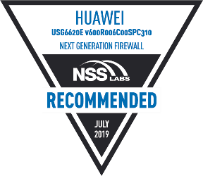 HUAWEI
USG6620E v600R006C00SPC310
NEXT GENERATION FIREWALL
NSS
LABS
RECOMMENDED
JULY
2019